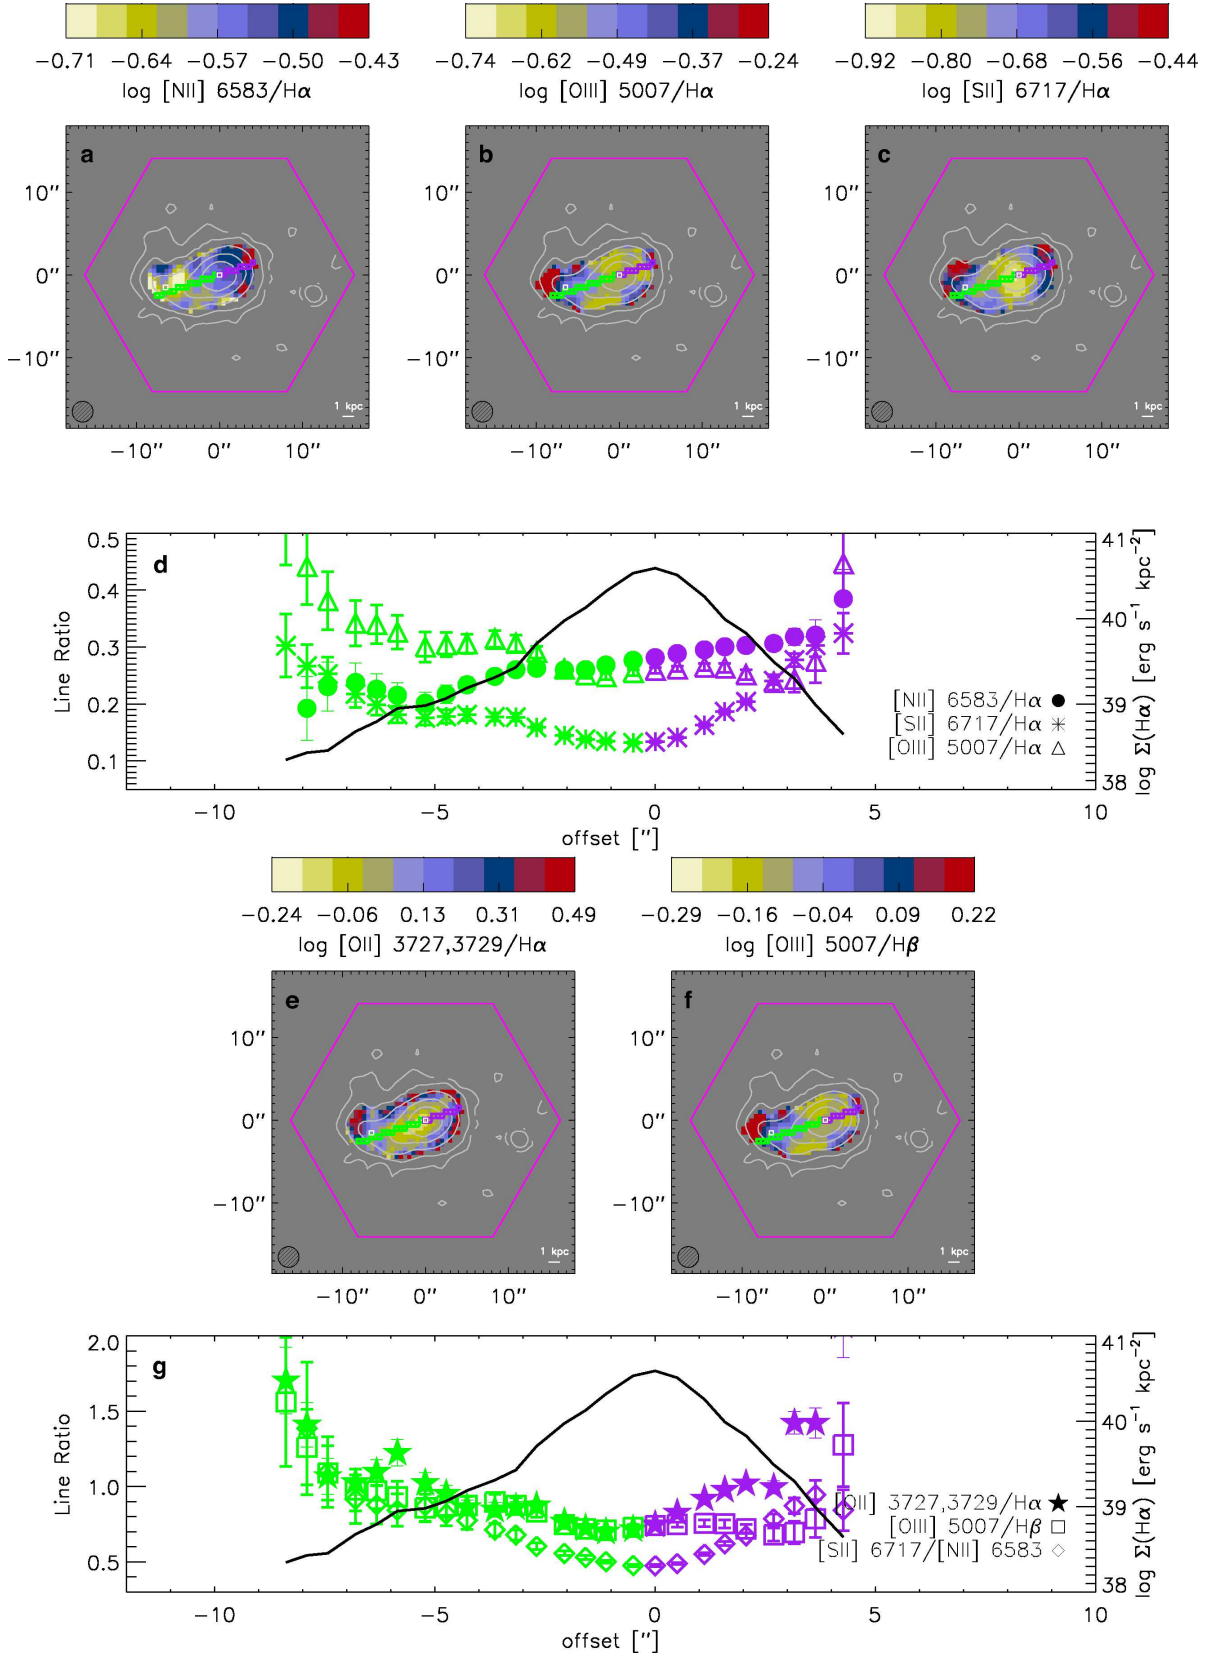 −0.71 −0.64 −0.57 −0.50 −0.43
log [NII] 6583/Hα
−0.74 −0.62 −0.49 −0.37 −0.24
log [OIII] 5007/Hα
−0.92 −0.80 −0.68 −0.56 −0.44
log [SII] 6717/Hα
a
10″
0″
−10″
1 kpc
−10″ 0″ 10″
b
1 kpc
−10″ 0″ 10″
c
1 kpc
−10″ 0″ 10″
d
Line Ratio
0.5
0.4
0.3
0.2
0.1
41
40
39
38
log Σ(Hα) [erg s⁻¹ kpc⁻²]
[NII] 6583/Hα
[SII] 6717/Hα
[OIII] 5007/Hα
−10 −5 0 5 10
offset ["]
−0.24 −0.06 0.13 0.31 0.49
log [OII] 3727,3729/Hα
−0.29 −0.16 −0.04 0.09 0.22
log [OIII] 5007/Hβ
e
10″
0″
−10″
1 kpc
−10″ 0″ 10″
f
1 kpc
−10″ 0″ 10″
g
Line Ratio
2.0
1.5
1.0
0.5
41
40
39
38
log Σ(Hα) [erg s⁻¹ kpc⁻²]
[OII] 3727,3729/Hα
[OIII] 5007/Hβ
[SII] 6717/[NII] 6583
−10 −5 0 5 10
offset ["]